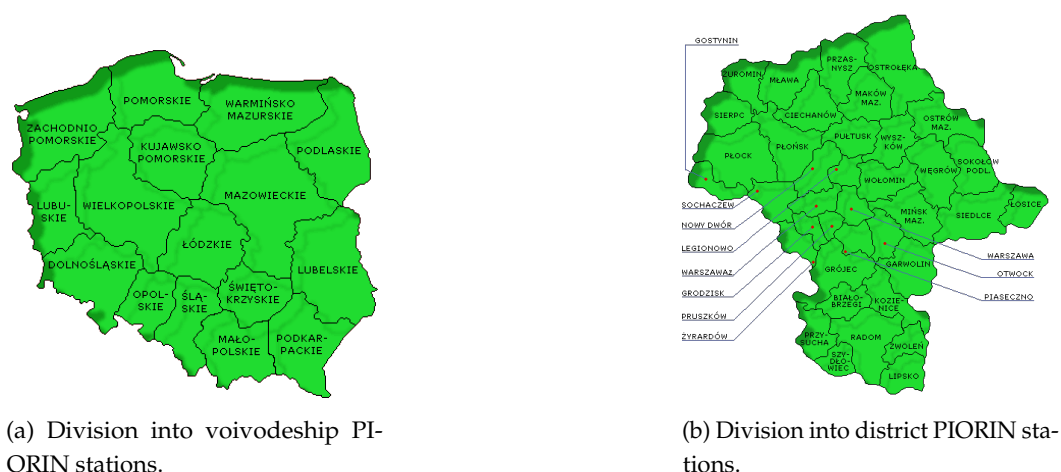 POMORSKIE
WARMIŃSKO
MAZURSKIE
ZACHODNIO
POMORSKIE
KUJAWSKO
POMORSKIE
PODLASKIE
MAZOWIECKIE
LUBU-
SKIE
WIELKOPOLSKIE
ŁÓDZKIE
DOLNOŚLĄSKIE
LUBELSKIE
OPOL-
SKIE
ŚLĄ-
SKIE
ŚWIĘTO-
KRZYSKIE
MAŁO-
POLSKIE
PODKAR-
PACKIE
(a) Division into voivodeship PI-
ORIN stations.
GOSTYNIN
ŻUROMIN
MŁAWA
PRZAS-
NYSZ
OSTROŁĘKA
MAKÓW
MAZ.
SIERPC
CIECHANÓW
OSTRÓW
MAZ.
PŁOCK
PŁOŃSK
PUŁTUSK
WYSZ-
KÓW
WĘGRÓW
SOKOŁÓW
PODL.
WOŁOMIN
SOCHACZEW
NOWY DWÓR
LEGIONOWO
WARSZAWAZ
GRODZISK
PRUSZKÓW
ŻYRARDÓW
MIŃSK
MAZ.
SIEDLCE
ŁOSICE
WARSZAWA
OTWOCK
PIASECZNO
GARWOLIN
GRÓJEC
BIAŁO-
BRZEGI
KOZIE-
NICE
PRZY-
SUCHA
RADOM
ZWOLEŃ
SZY-
DŁO-
WIEC
LIPSKO
(b) Division into district PIORIN sta-
tions.